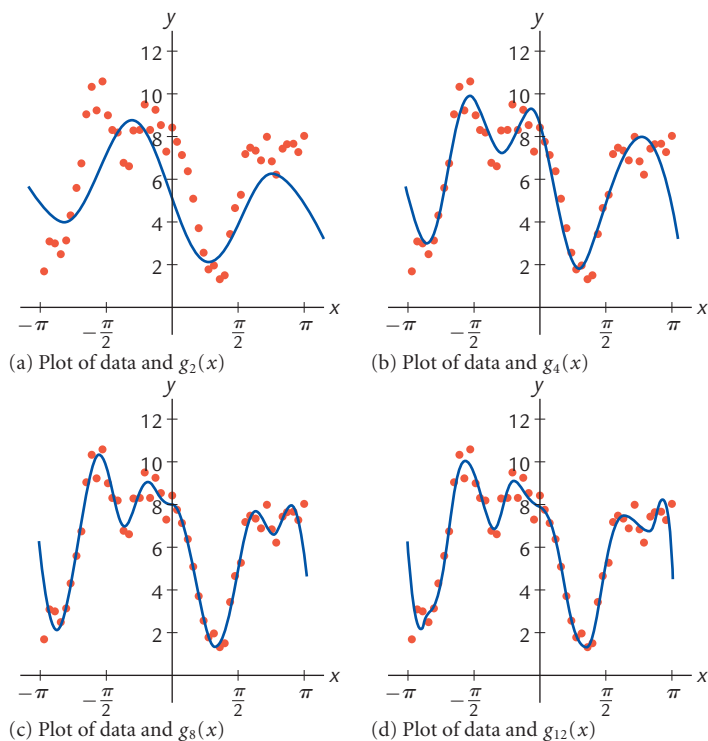 y
12
10
8
6
4
2
x
−π
−π/2
π/2
π
(a) Plot of data and g₂(x)
y
12
10
8
6
4
2
x
−π
−π/2
π/2
π
(b) Plot of data and g₄(x)
y
12
10
8
6
4
2
x
−π
−π/2
π/2
π
(c) Plot of data and g₈(x)
y
12
10
8
6
4
2
x
−π
−π/2
π/2
π
(d) Plot of data and g₁₂(x)